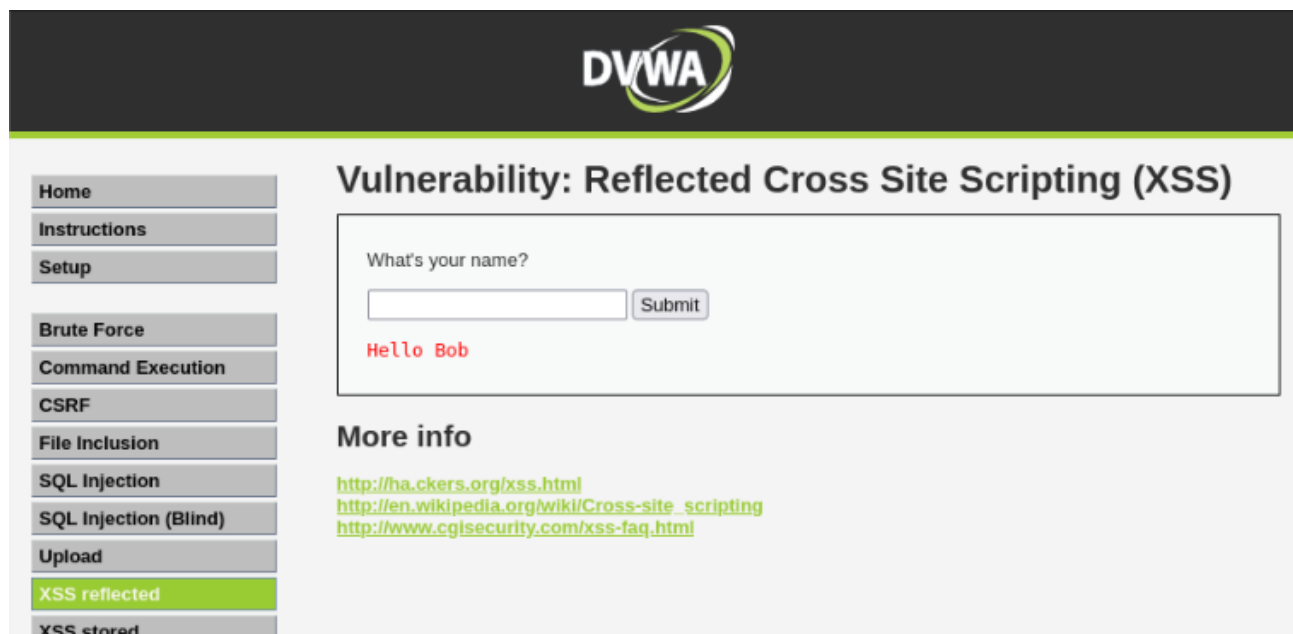 DVWA
Home
Instructions
Setup
Brute Force
Command Execution
CSRF
File Inclusion
SQL Injection
SQL Injection (Blind)
Upload
XSS reflected
XSS stored
Vulnerability: Reflected Cross Site Scripting (XSS)
What's your name?
Submit
Hello Bob
More info
http://ha.ckers.org/xss.html
http://en.wikipedia.org/wiki/Cross-site_scripting
http://www.cgisecurity.com/xss-faq.html